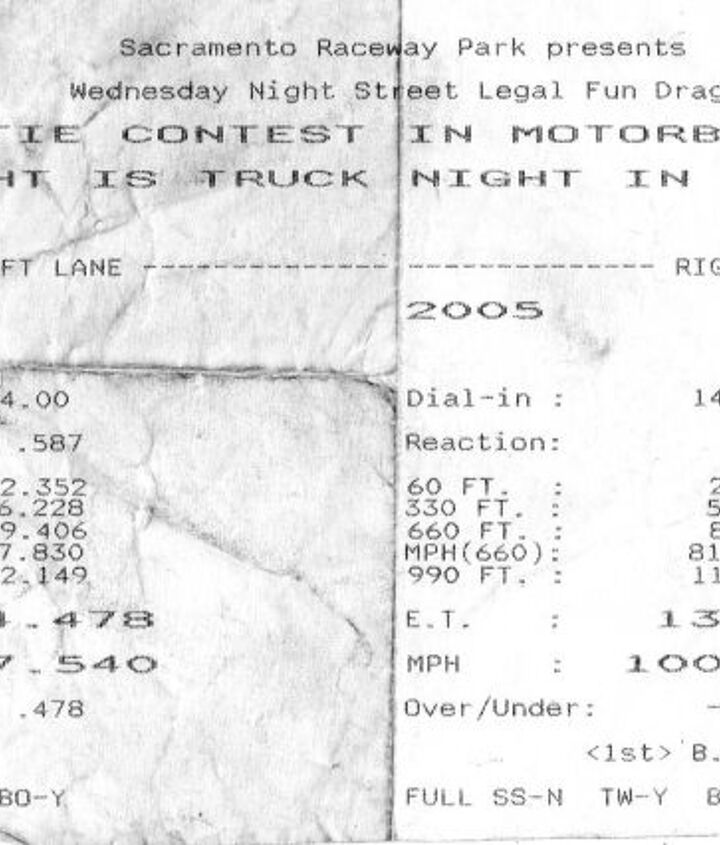 Sacramento Raceway Park presents
Wednesday Night Street Legal Fun Drag
TIE CONTEST IN MOTORB
HT IS TRUCK NIGHT IN
FT LANE ---------------- ---------------- RIG
2005
4.00 Dial-in : 14
.587 Reaction:
2.352 60 FT. : 2
6.228 330 FT. : 5
9.406 660 FT. : 8
7.830 MPH(660): 81
2.149 990 FT. : 11
4.478 E.T. : 13
7.540 MPH : 100
.478 Over/Under: -
<1st> B.
BO-Y FULL SS-N TW-Y B